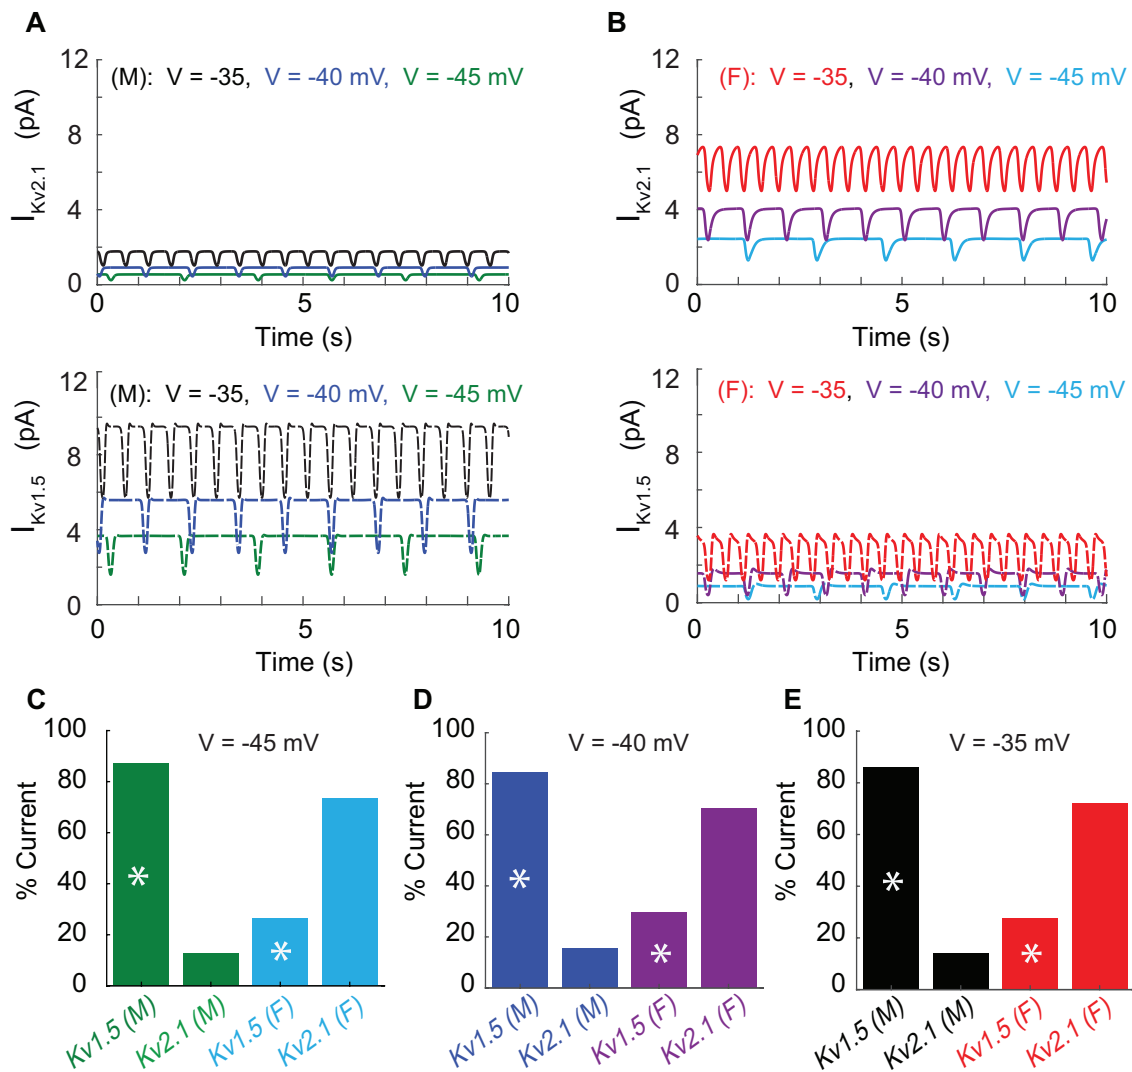 A
I_Kv2.1 (pA)
12
8
4
0
(M): V = -35, V = -40 mV, V = -45 mV
0 5 10
Time (s)
I_Kv1.5 (pA)
12
8
4
0
(M): V = -35, V = -40 mV, V = -45 mV
0 5 10
Time (s)
B
I_Kv2.1 (pA)
12
8
4
0
(F): V = -35, V = -40 mV, V = -45 mV
0 5 10
Time (s)
I_Kv1.5 (pA)
12
8
4
0
(F): V = -35, V = -40 mV, V = -45 mV
0 5 10
Time (s)
C
V = -45 mV
% Current
100
80
60
40
20
0
*
*
Kv1.5 (M)
Kv2.1 (M)
Kv1.5 (F)
Kv2.1 (F)
D
V = -40 mV
% Current
100
80
60
40
20
0
*
*
Kv1.5 (M)
Kv2.1 (M)
Kv1.5 (F)
Kv2.1 (F)
E
V = -35 mV
% Current
100
80
60
40
20
0
*
*
Kv1.5 (M)
Kv2.1 (M)
Kv1.5 (F)
Kv2.1 (F)